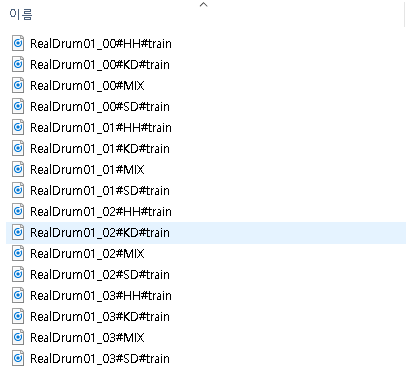 이름
RealDrum01_00#HH#train
RealDrum01_00#KD#train
RealDrum01_00#MIX
RealDrum01_00#SD#train
RealDrum01_01#HH#train
RealDrum01_01#KD#train
RealDrum01_01#MIX
RealDrum01_01#SD#train
RealDrum01_02#HH#train
RealDrum01_02#KD#train
RealDrum01_02#MIX
RealDrum01_02#SD#train
RealDrum01_03#HH#train
RealDrum01_03#KD#train
RealDrum01_03#MIX
RealDrum01_03#SD#train